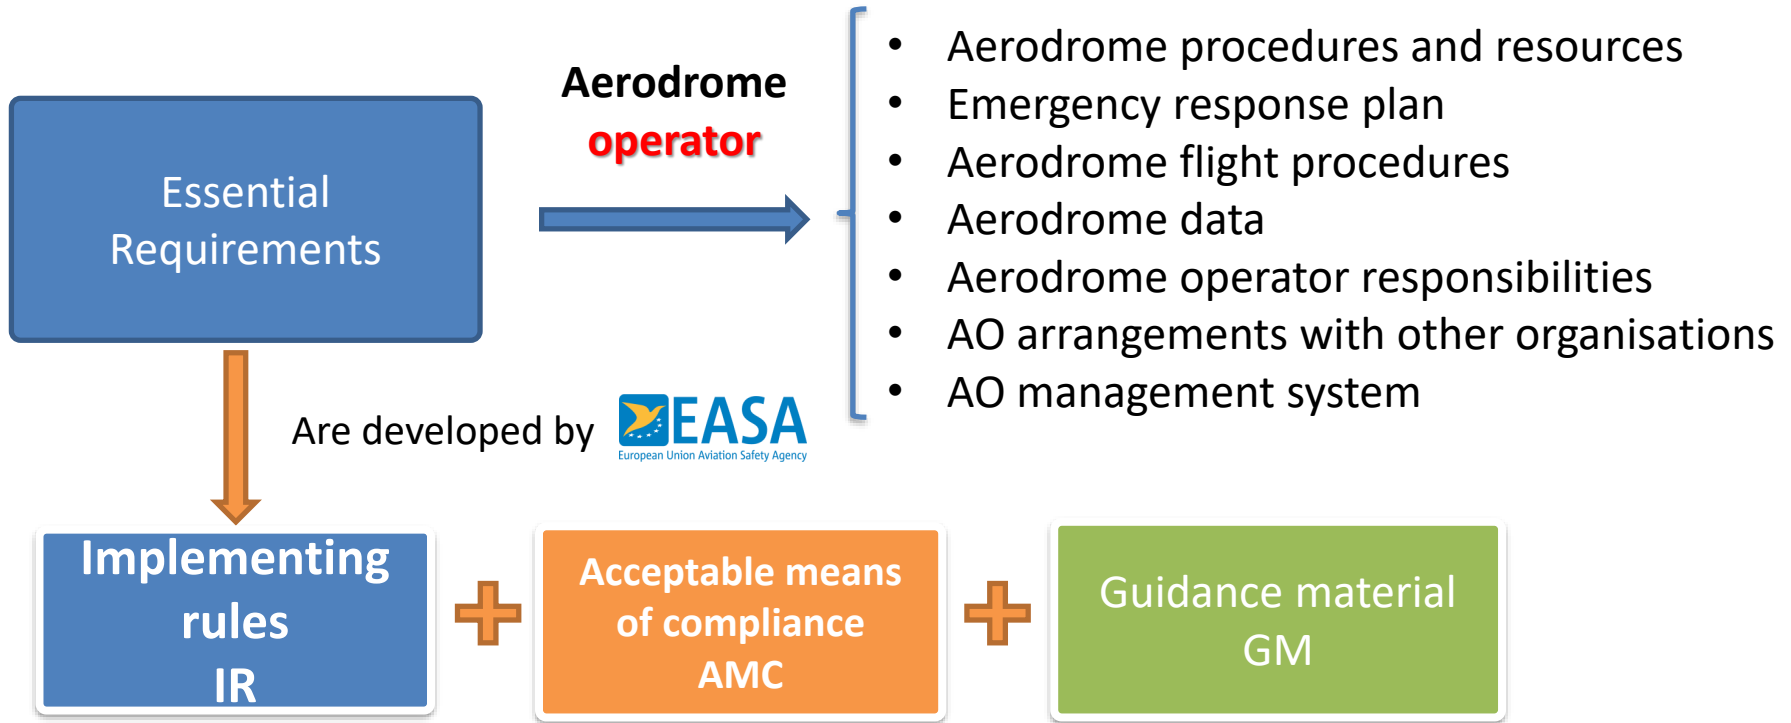 Essential
Requirements
Aerodrome
operator
• Aerodrome procedures and resources
• Emergency response plan
• Aerodrome flight procedures
• Aerodrome data
• Aerodrome operator responsibilities
• AO arrangements with other organisations
• AO management system
Are developed by
EASA
European Union Aviation Safety Agency
Implementing
rules
IR
Acceptable means
of compliance
AMC
Guidance material
GM